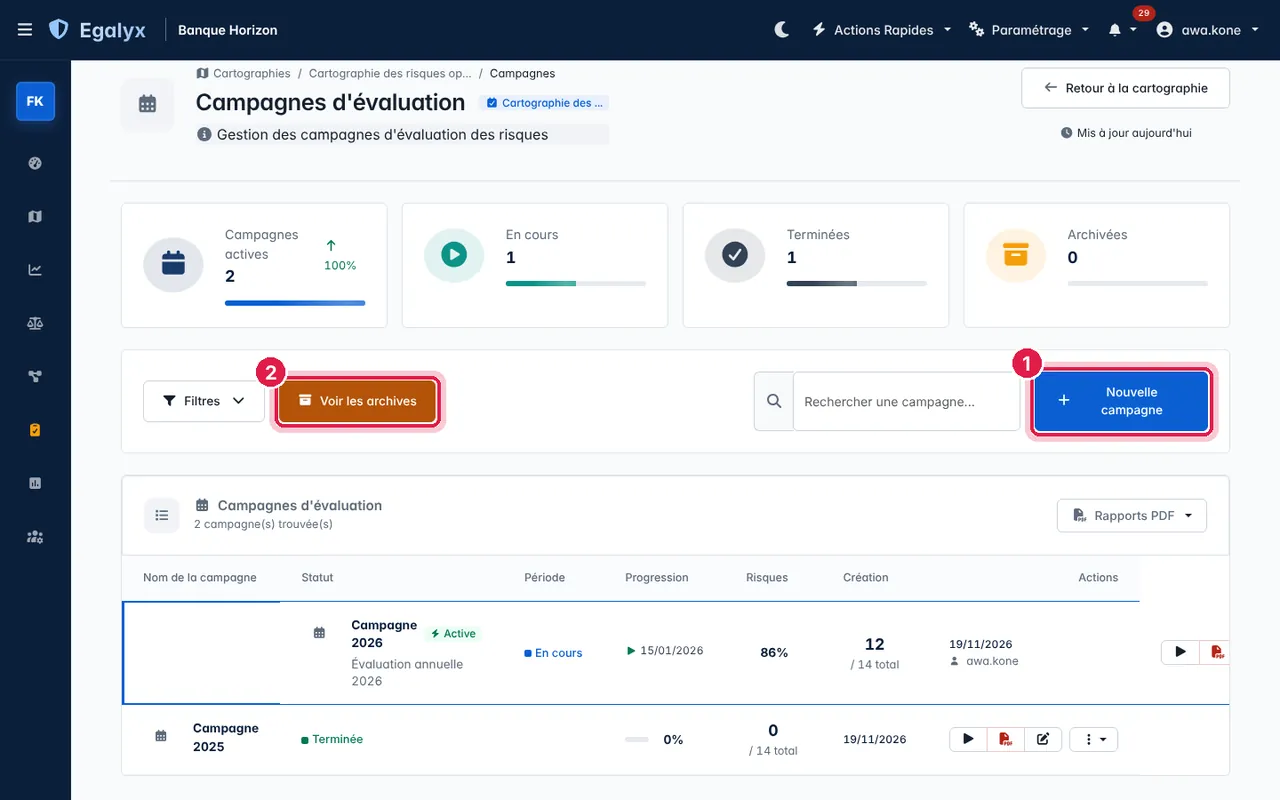 Egalyx
Banque Horizon
Actions Rapides
Paramétrage
29
awa.kone
FK
Cartographies / Cartographie des risques op... / Campagnes
Campagnes d'évaluation
Cartographie des ...
Gestion des campagnes d'évaluation des risques
Retour à la cartographie
Mis à jour aujourd'hui
Campagnes
actives
2
100%
En cours
1
Terminées
1
Archivées
0
Filtres
2
Voir les archives
Rechercher une campagne...
1
Nouvelle
campagne
Campagnes d'évaluation
2 campagne(s) trouvée(s)
Rapports PDF
Nom de la campagne
Statut
Période
Progression
Risques
Création
Actions
Campagne
2026
Active
Évaluation annuelle
2026
En cours
15/01/2026
86%
12
/ 14 total
19/11/2026
awa.kone
PDF
Campagne
2025
Terminée
0%
0
/ 14 total
19/11/2026
PDF